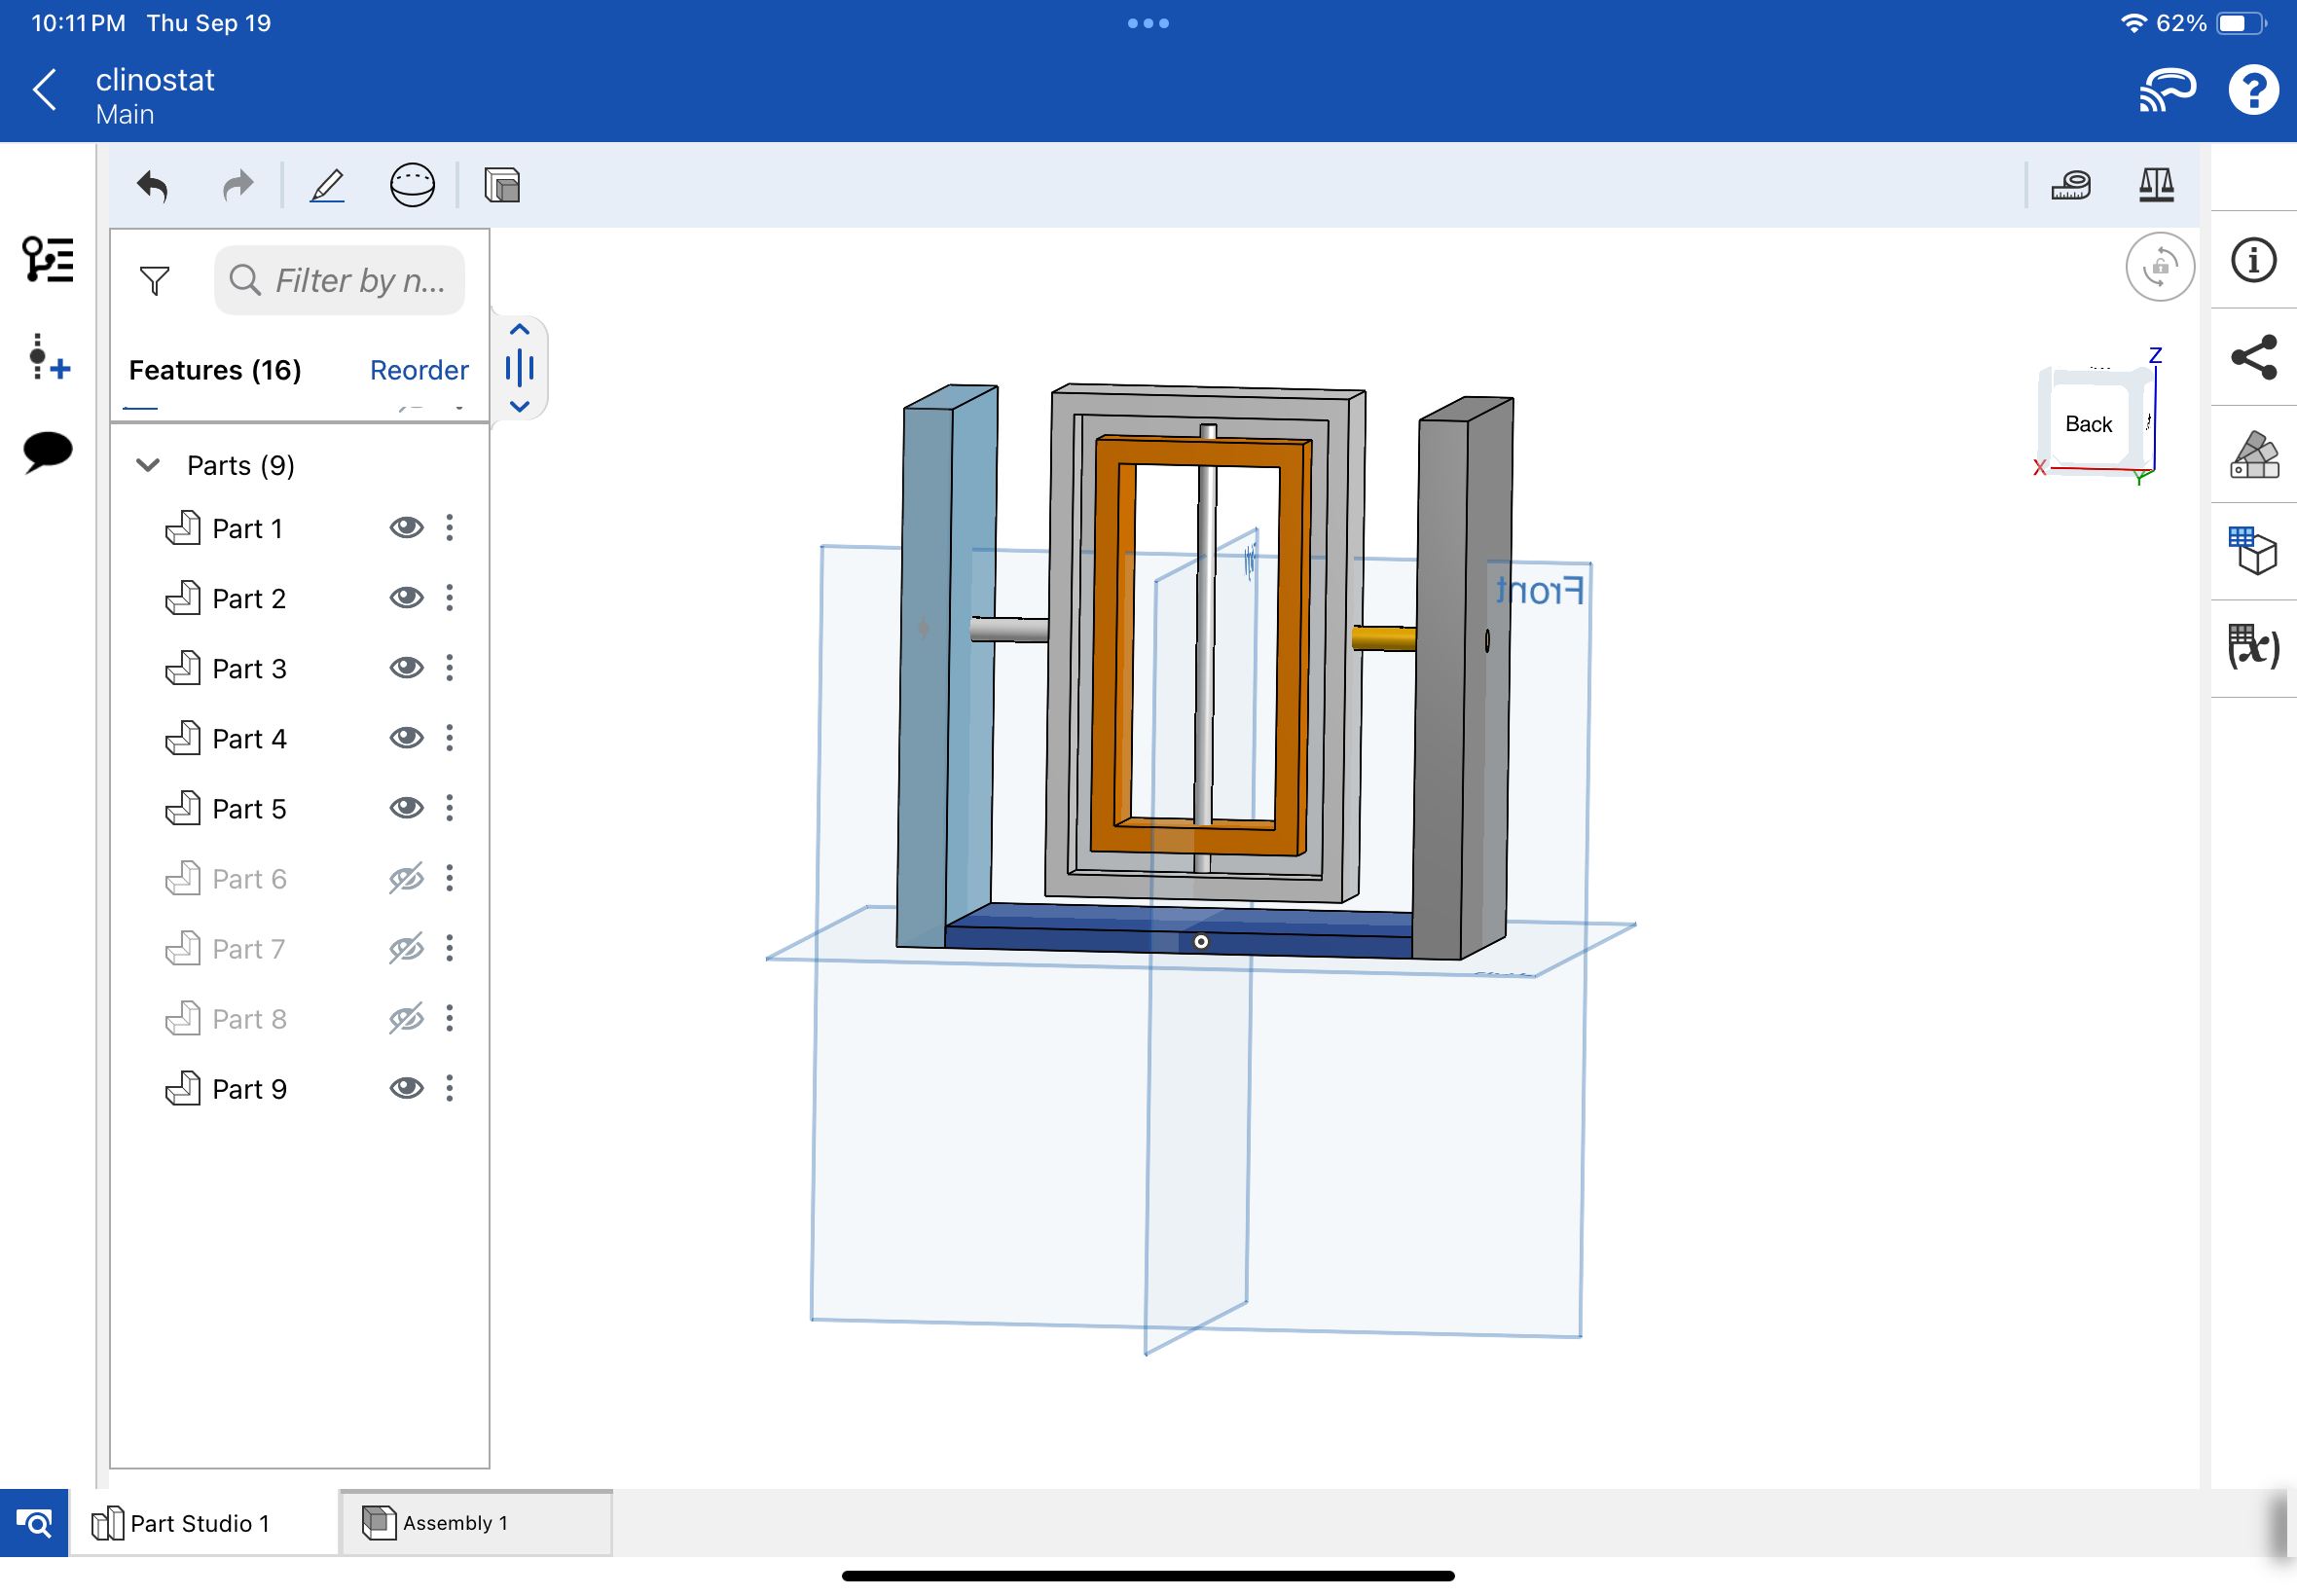 10:11 PM Thu Sep 19
62%
clinostat
Main
Filter by n...
Features (16) Reorder
Parts (9)
Part 1
Part 2
Part 3
Part 4
Part 5
Part 6
Part 7
Part 8
Part 9
Z
Back
X
Y
Front
(x)
Part Studio 1
Assembly 1